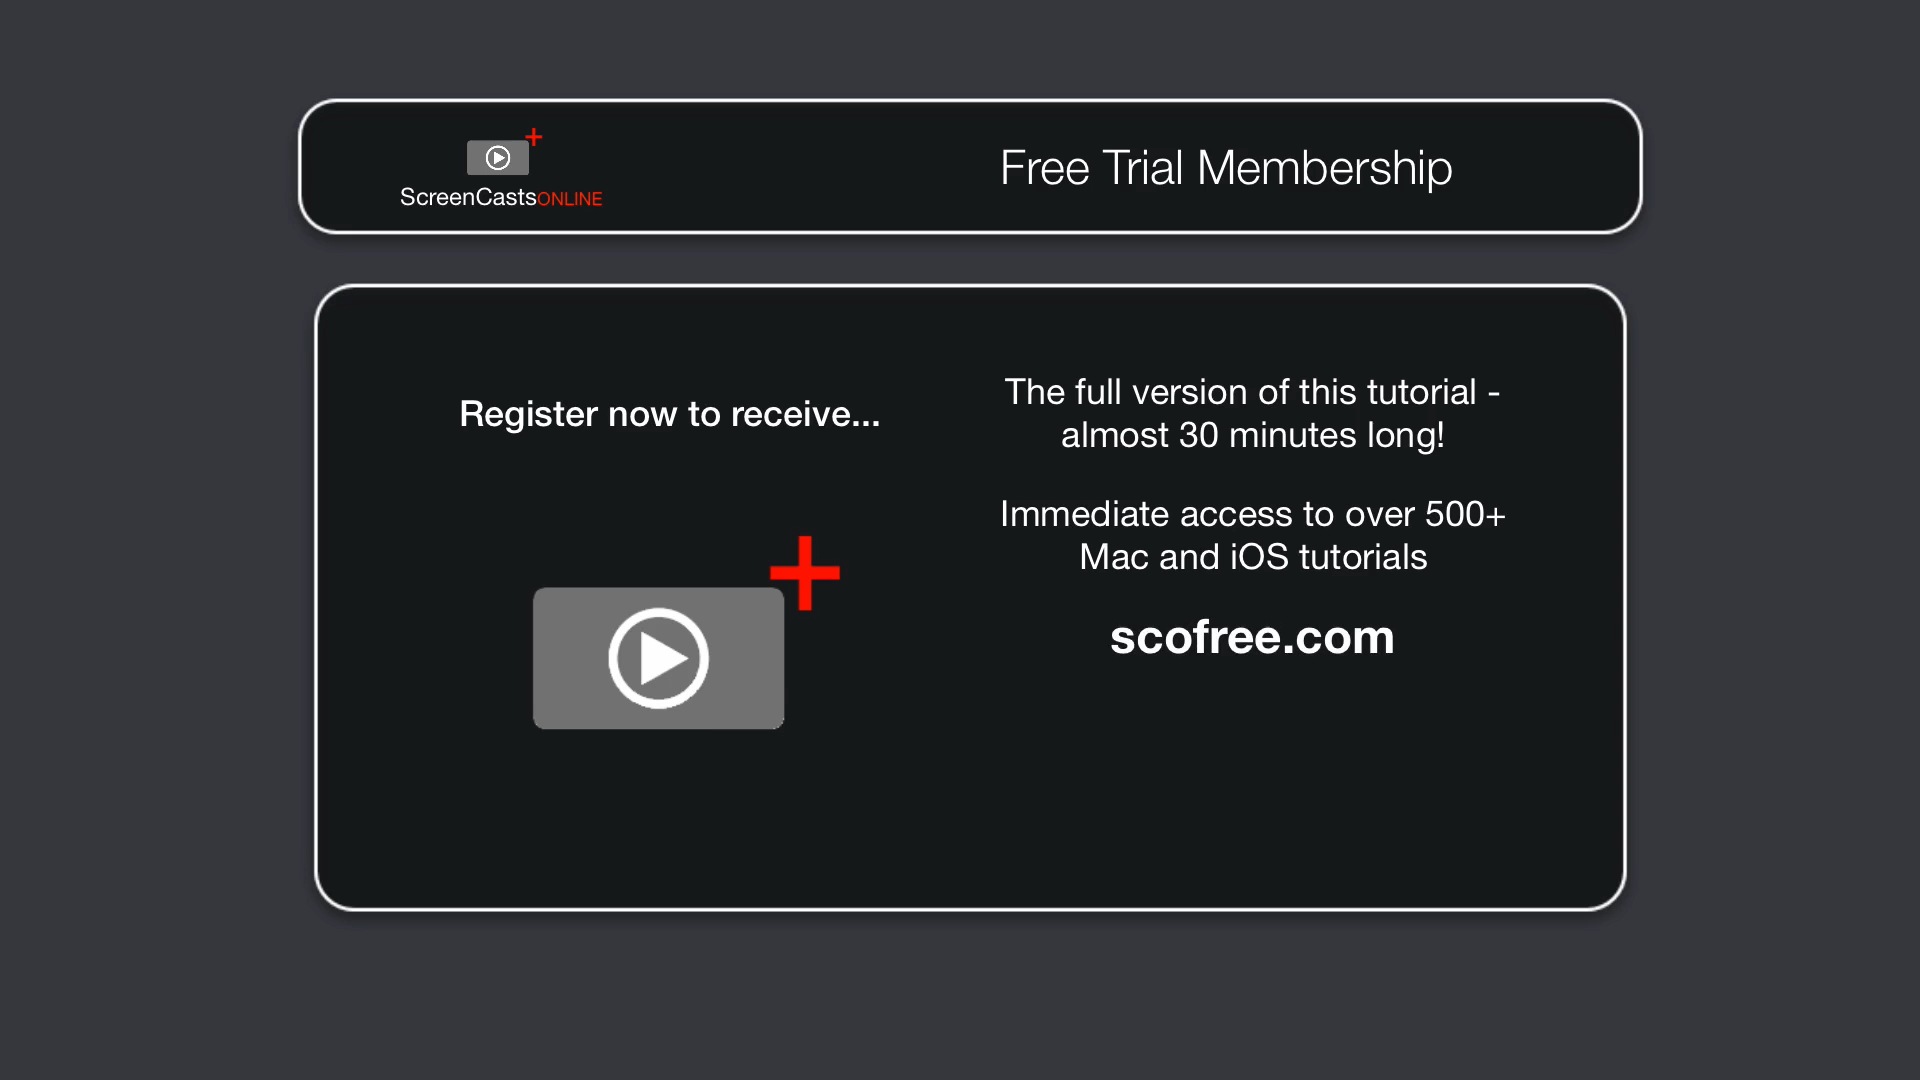 ScreenCastsONLINE
Free Trial Membership
Register now to receive...
The full version of this tutorial -
almost 30 minutes long!
Immediate access to over 500+
Mac and iOS tutorials
scofree.com